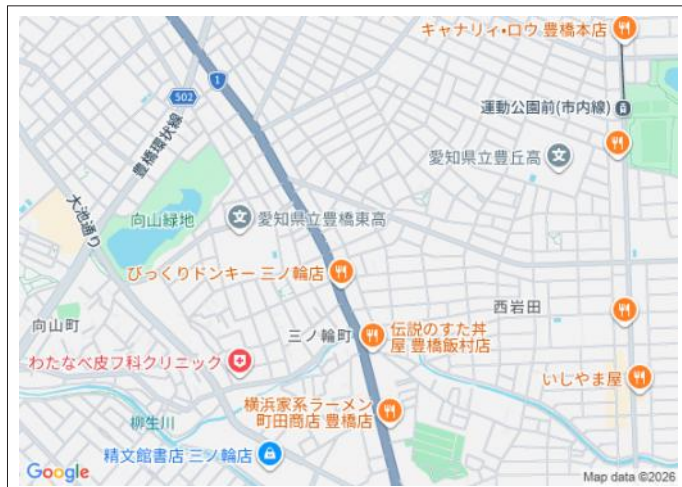 キャナリィ・ロウ 豊橋本店
1
502
運動公園前(市内線)
豊橋環状線
愛知県立豊丘高
大池通り
向山緑地
愛知県立豊橋東高
びっくりドンキー 三ノ輪店
西岩田
向山町
三ノ輪町
伝説のすた丼
屋 豊橋飯村店
わたなべ皮フ科クリニック
いしやま屋
横浜家系ラーメン
町田商店 豊橋店
柳生川
精文館書店 三ノ輪店
Google
Map data ©2026